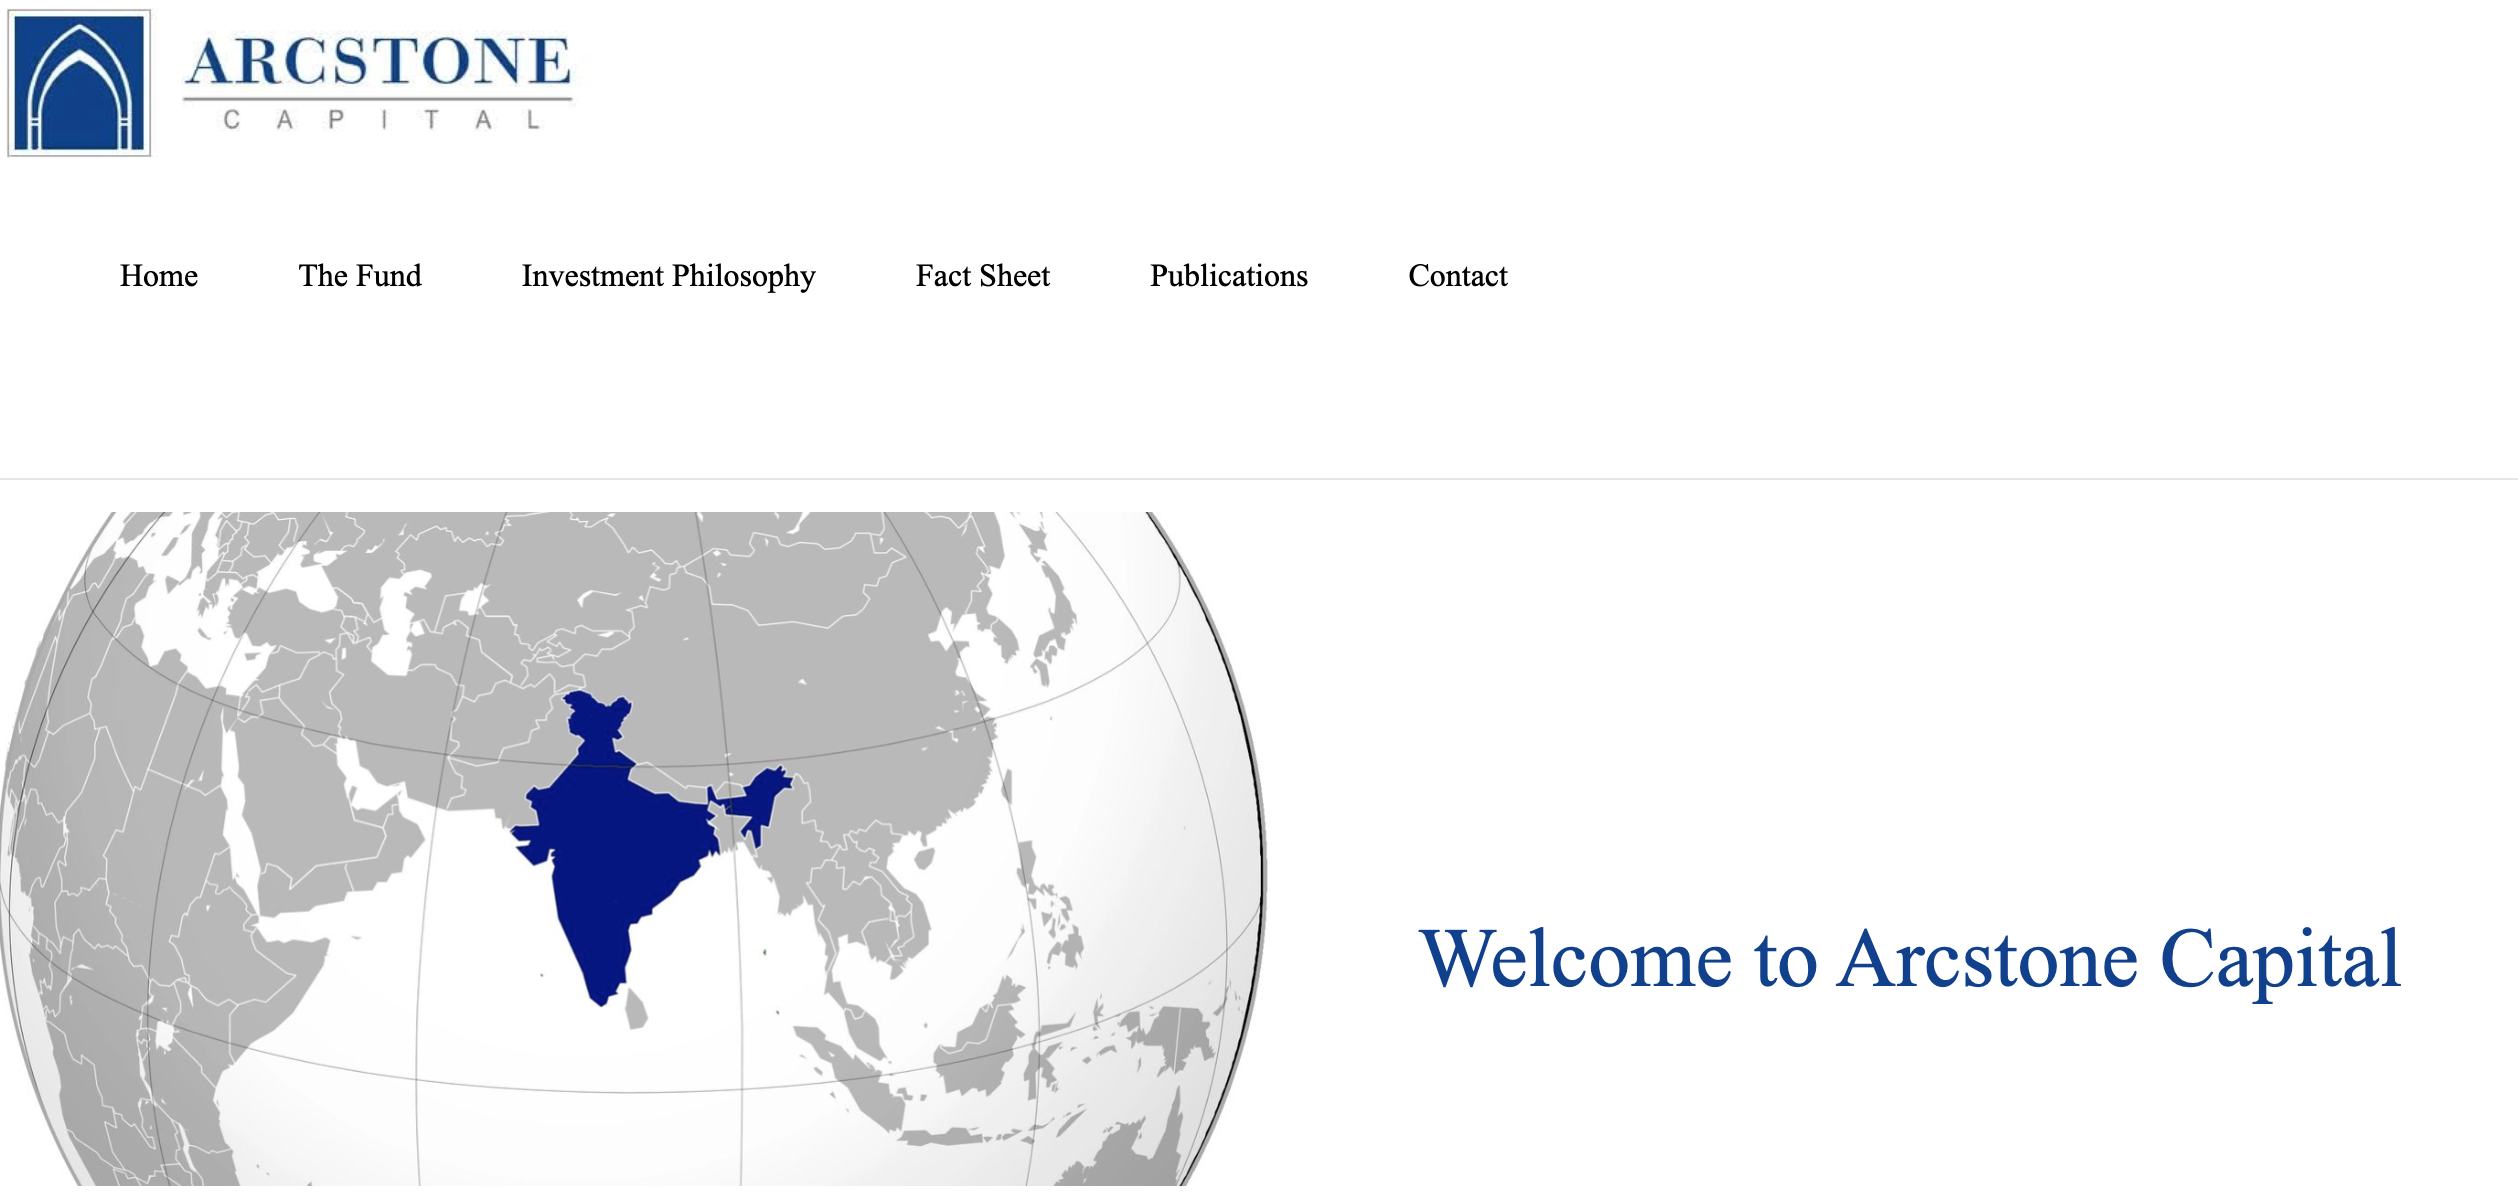 ARCSTONE
CAPITAL
Home The Fund Investment Philosophy Fact Sheet Publications Contact
Welcome to Arcstone Capital